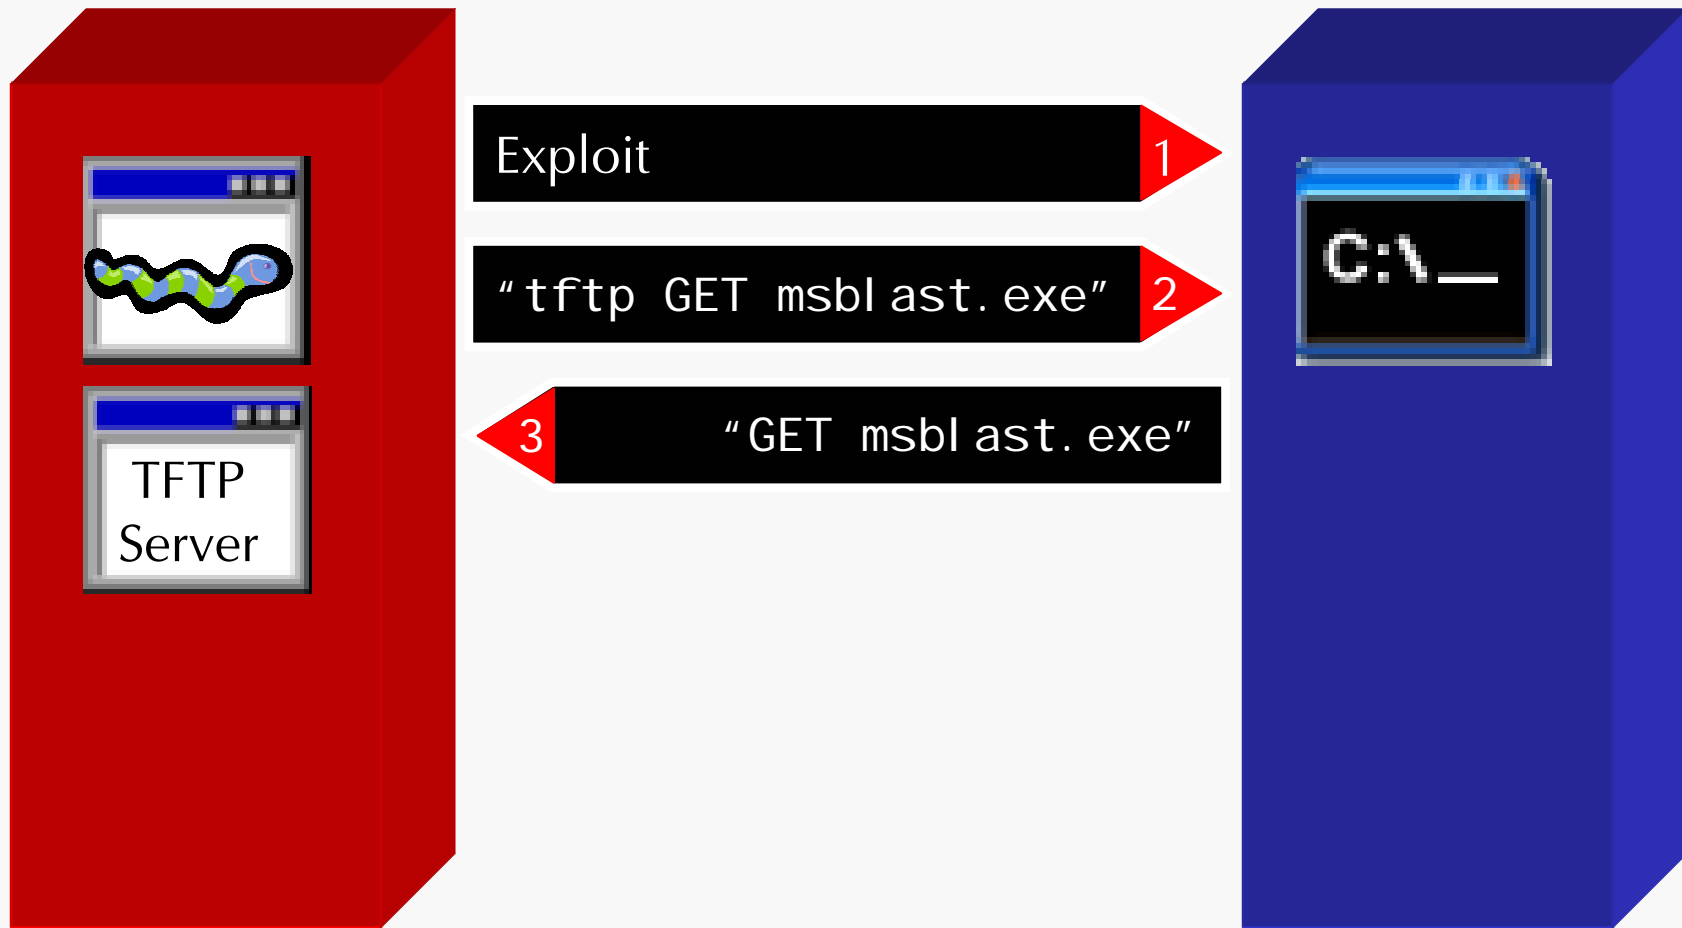 Exploit 1
“tftp GET msblast.exe” 2
C:\_
3 “GET msblast.exe”
TFTP
Server